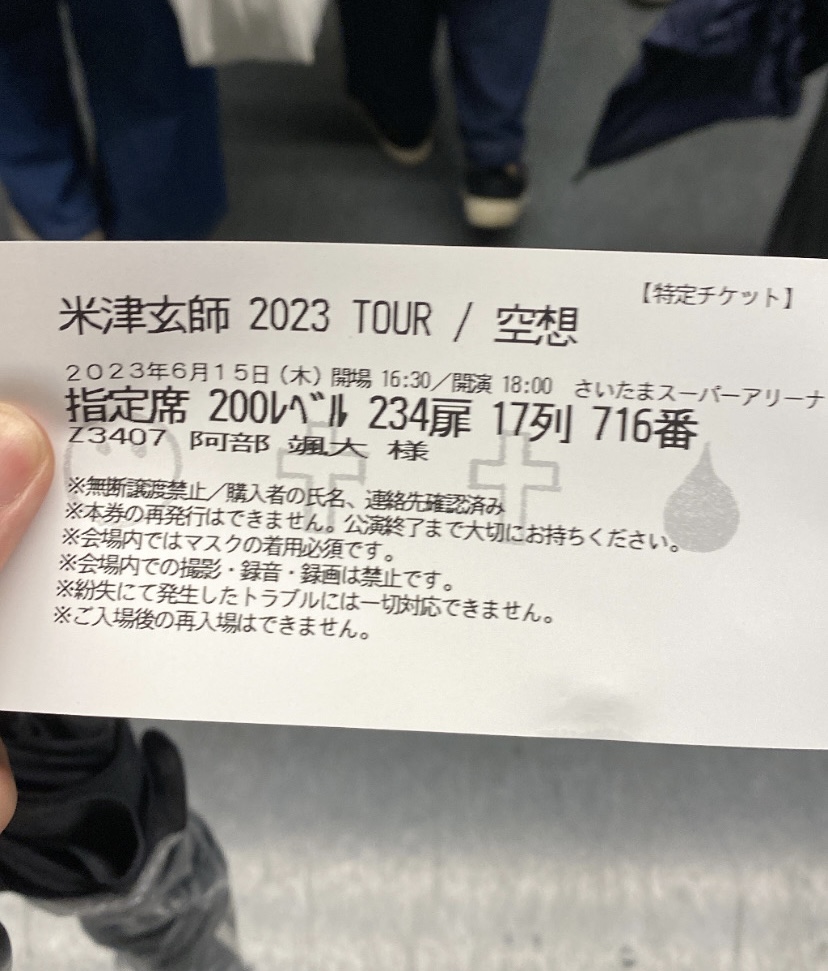 【特定チケット】
米津玄師 2023 TOUR / 空想
2023年6月15日(木)開場 16:30/開演 18:00 さいたまスーパーアリーナ
指定席 200レベル 234扉 17列 716番
Z3407 阿部 颯大 様
※無断譲渡禁止/購入者の氏名、連絡先確認済み
※本券の再発行はできません。公演終了まで大切にお持ちください。
※会場内ではマスクの着用必須です。
※会場内での撮影・録音・録画は禁止です。
※紛失にて発生したトラブルには一切対応できません。
※ご入場後の再入場はできません。